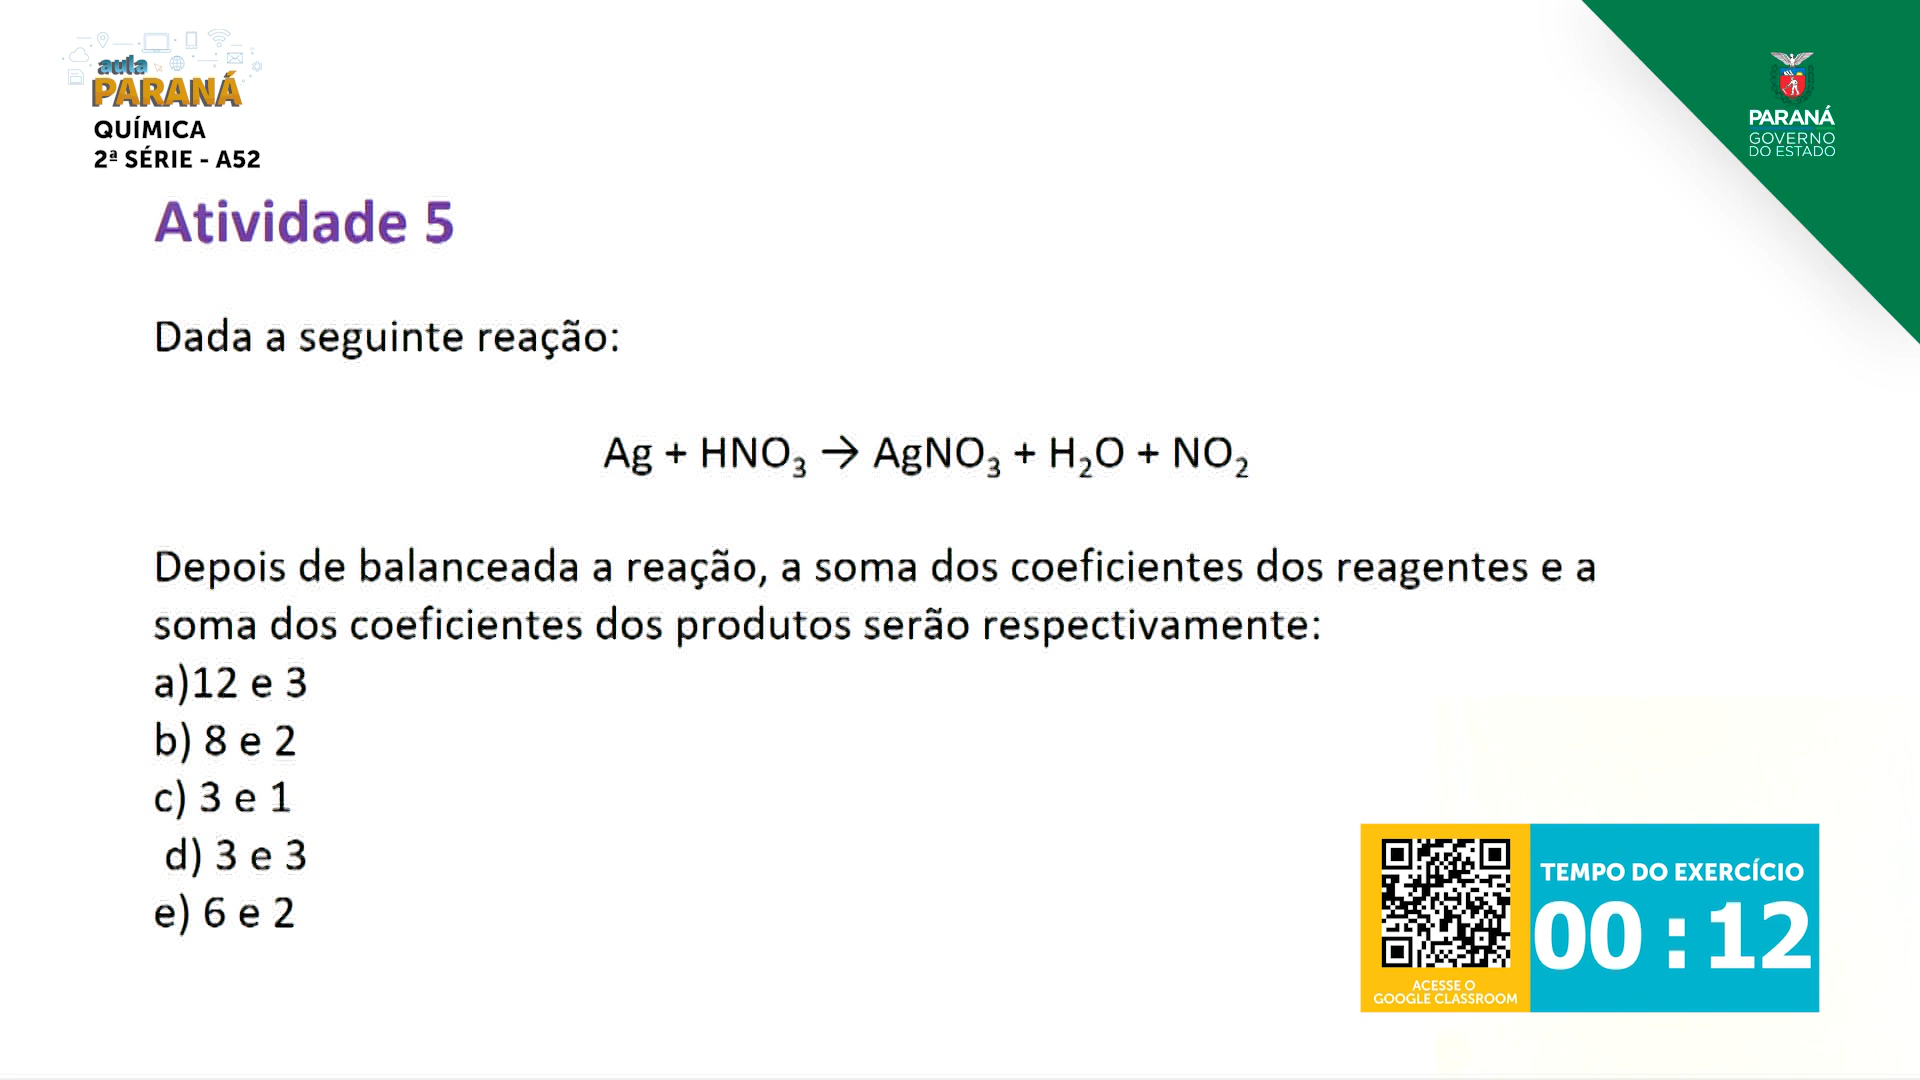 aula
PARANÁ
QUÍMICA
2ª SÉRIE - A52
PARANÁ
GOVERNO
DO ESTADO
Atividade 5
Dada a seguinte reação:
Ag + HNO₃ → AgNO₃ + H₂O + NO₂
Depois de balanceada a reação, a soma dos coeficientes dos reagentes e a
soma dos coeficientes dos produtos serão respectivamente:
a)12 e 3
b) 8 e 2
c) 3 e 1
d) 3 e 3
e) 6 e 2
TEMPO DO EXERCÍCIO
00 : 12
ACESSE O
GOOGLE CLASSROOM